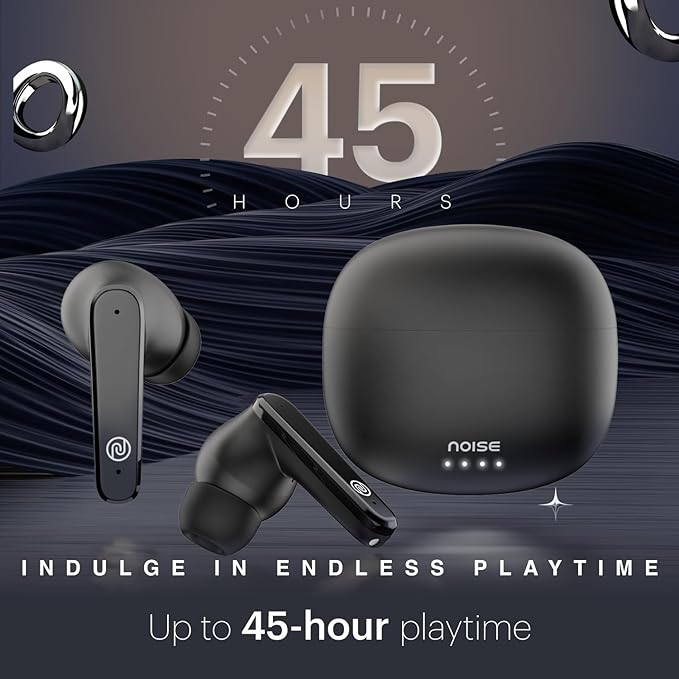 45
HOURS
NOISE
INDULGE IN ENDLESS PLAYTIME
Up to 45-hour playtime